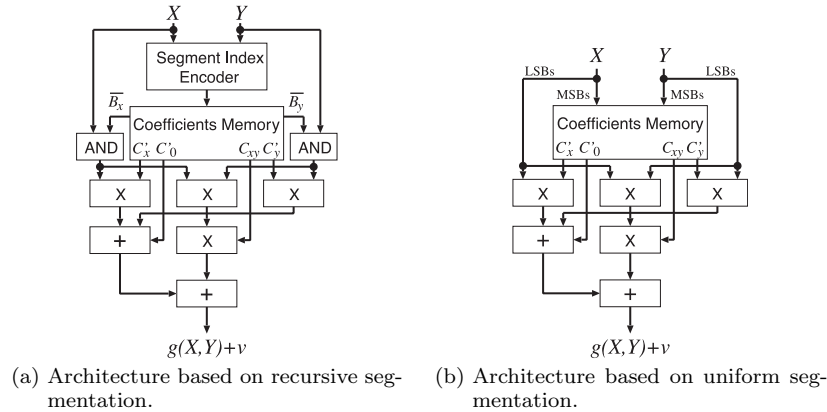 X Y
Segment Index
Encoder
B̅x̅ B̅y̅
Coefficients Memory
AND C'x C'0 Cxy C'y AND
X X X
+ X
+
g(X,Y)+v
(a) Architecture based on recursive seg-
mentation.
X Y
LSBs LSBs
MSBs MSBs
Coefficients Memory
C'x C'0 Cxy C'y
X X X
+ X
+
g(X,Y)+v
(b) Architecture based on uniform seg-
mentation.